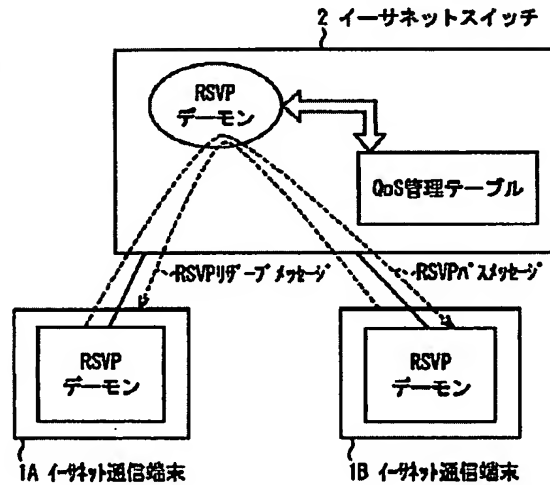 2 イーサネットスイッチ
RSVP
デーモン
QoS管理テーブル
RSVPリザーブメッセージ
RSVPパスメッセージ
RSVP
デーモン
RSVP
デーモン
1A イーサネット通信端末
1B イーサネット通信端末